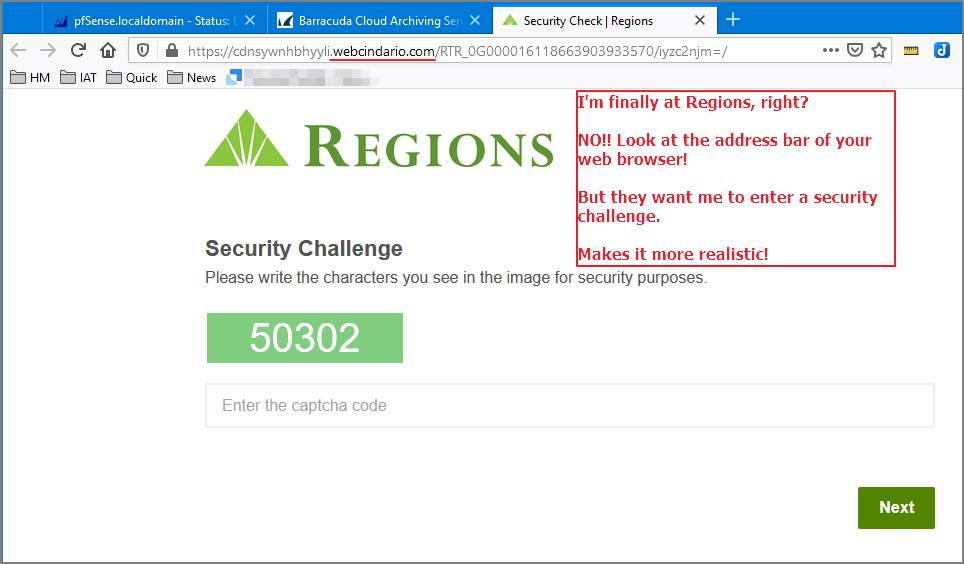 pfSense.localdomain - Status: D
Barracuda Cloud Archiving Ser
Security Check | Regions
https://cdnsywnhbhyyli.webcindario.com/RTR_0G000016118663903933570/iyzc2njm=/
HM
IAT
Quick
News
REGIONS
I'm finally at Regions, right?
NO!! Look at the address bar of your
web browser!
But they want me to enter a security
challenge.
Makes it more realistic!
Security Challenge
Please write the characters you see in the image for security purposes.
50302
Enter the captcha code
Next